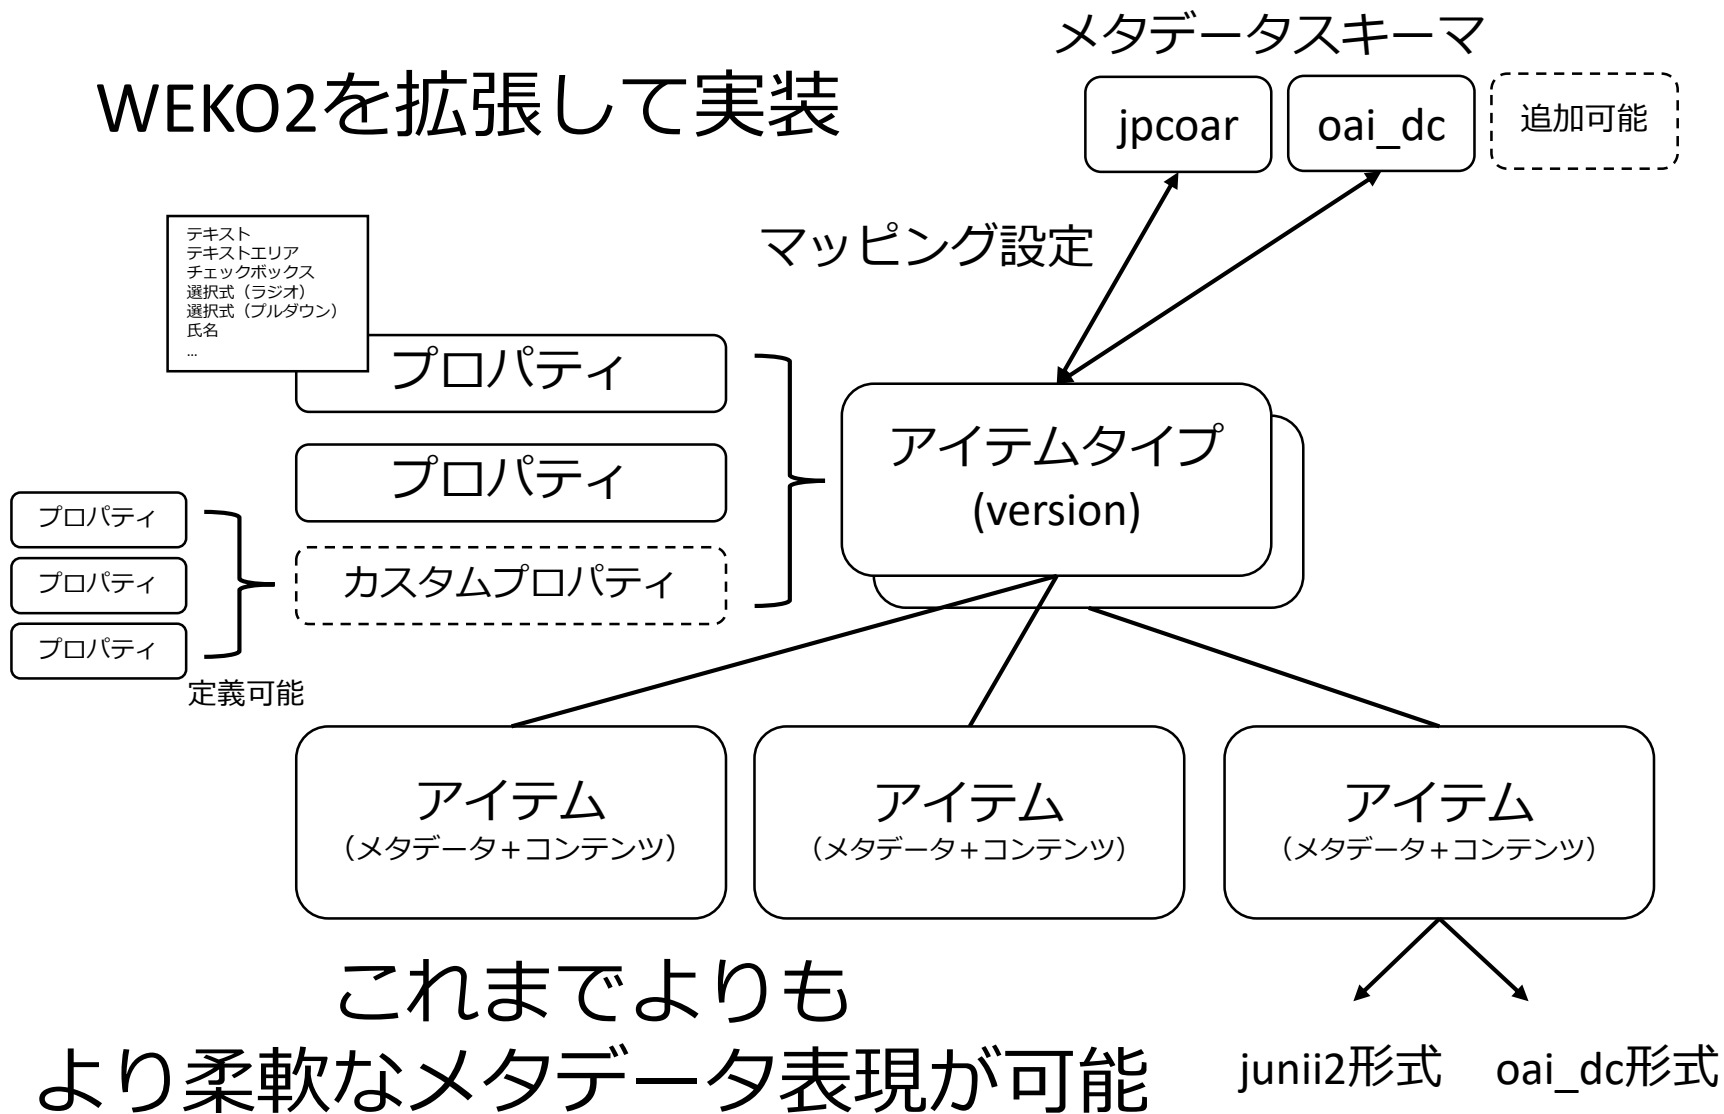 メタデータスキーマ
WEKO2を拡張して実装
jpcoar
oai_dc
追加可能
マッピング設定
テキスト
テキストエリア
チェックボックス
選択式（ラジオ）
選択式（プルダウン）
氏名
...
プロパティ
プロパティ
カスタムプロパティ
プロパティ
プロパティ
プロパティ
定義可能
アイテムタイプ
(version)
アイテム
（メタデータ＋コンテンツ）
アイテム
（メタデータ＋コンテンツ）
アイテム
（メタデータ＋コンテンツ）
これまでよりも
より柔軟なメタデータ表現が可能
junii2形式
oai_dc形式